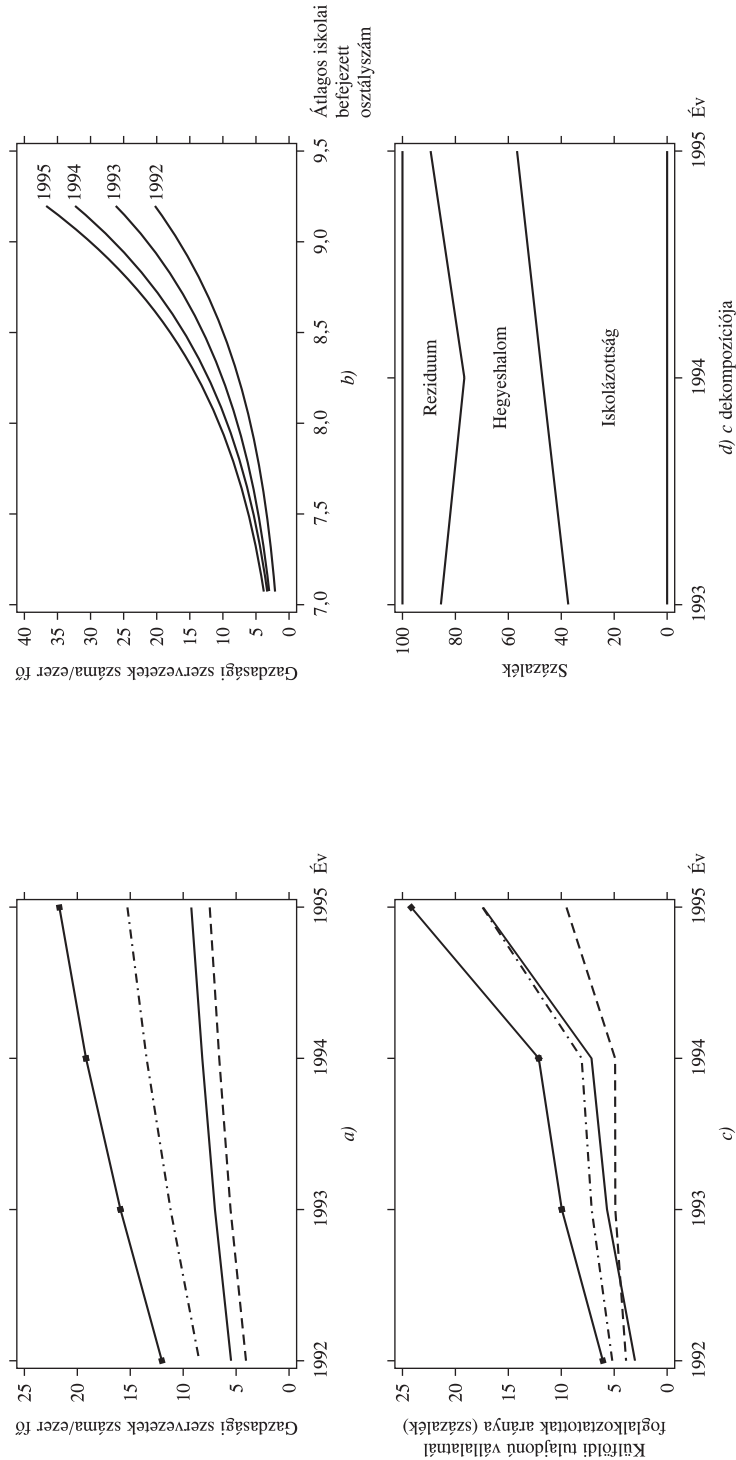 Gazdasági szervezetek száma/ezer fő
25
20
15
10
5
0
1992
1993
1994
1995
Év
a)
Gazdasági szervezetek száma/ezer fő
40
35
30
25
20
15
10
5
0
1995
1994
1993
1992
7,0
7,5
8,0
8,5
9,0
9,5
Átlagos iskolai
befejezett
osztályszám
b)
Külföldi tulajdonú vállalatnál
foglalkoztatottak aránya (százalék)
25
20
15
10
5
0
1992
1993
1994
1995
Év
c)
Százalék
100
80
60
40
20
0
Reziduum
Hegyeshalom
Iskolázottság
1993
1994
1995
Év
d) c dekompozíciója